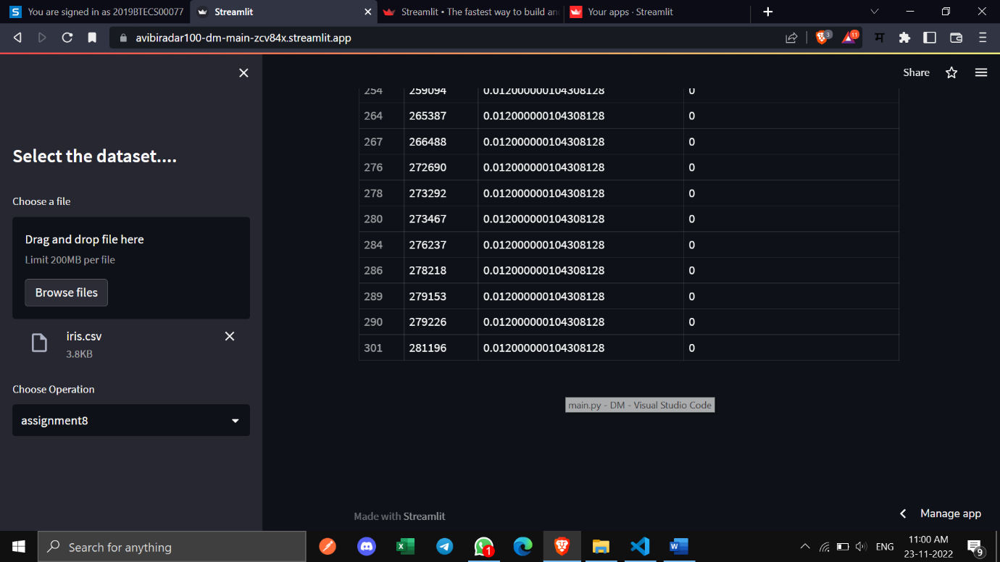 You are signed in as 2019BTECS00077
Streamlit
Streamlit • The fastest way to build and
Your apps · Streamlit
avibiradar100-dm-main-zcv84x.streamlit.app
3
11
म
Share
254 259094 0.012000000104308128 0
264 265387 0.012000000104308128 0
267 266488 0.012000000104308128 0
276 272690 0.012000000104308128 0
278 273292 0.012000000104308128 0
280 273467 0.012000000104308128 0
284 276237 0.012000000104308128 0
286 278218 0.012000000104308128 0
289 279153 0.012000000104308128 0
290 279226 0.012000000104308128 0
301 281196 0.012000000104308128 0
Select the dataset....
Choose a file
Drag and drop file here
Limit 200MB per file
Browse files
iris.csv
3.8KB
Choose Operation
assignment8
main.py - DM - Visual Studio Code
Made with Streamlit
Manage app
Search for anything
1
ENG
11:00 AM
23-11-2022
9